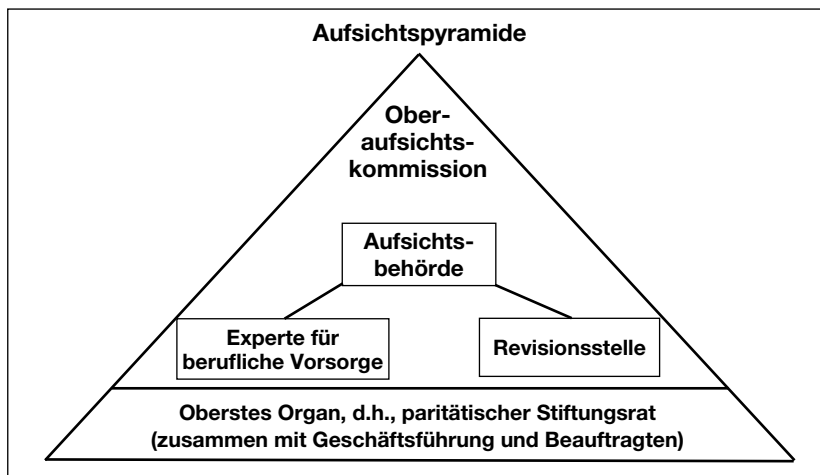 Aufsichtspyramide
Ober-
aufsichts-
kommission
Aufsichts-
behörde
Experte für
berufliche Vorsorge
Revisionsstelle
Oberstes Organ, d.h., paritätischer Stiftungsrat
(zusammen mit Geschäftsführung und Beauftragten)